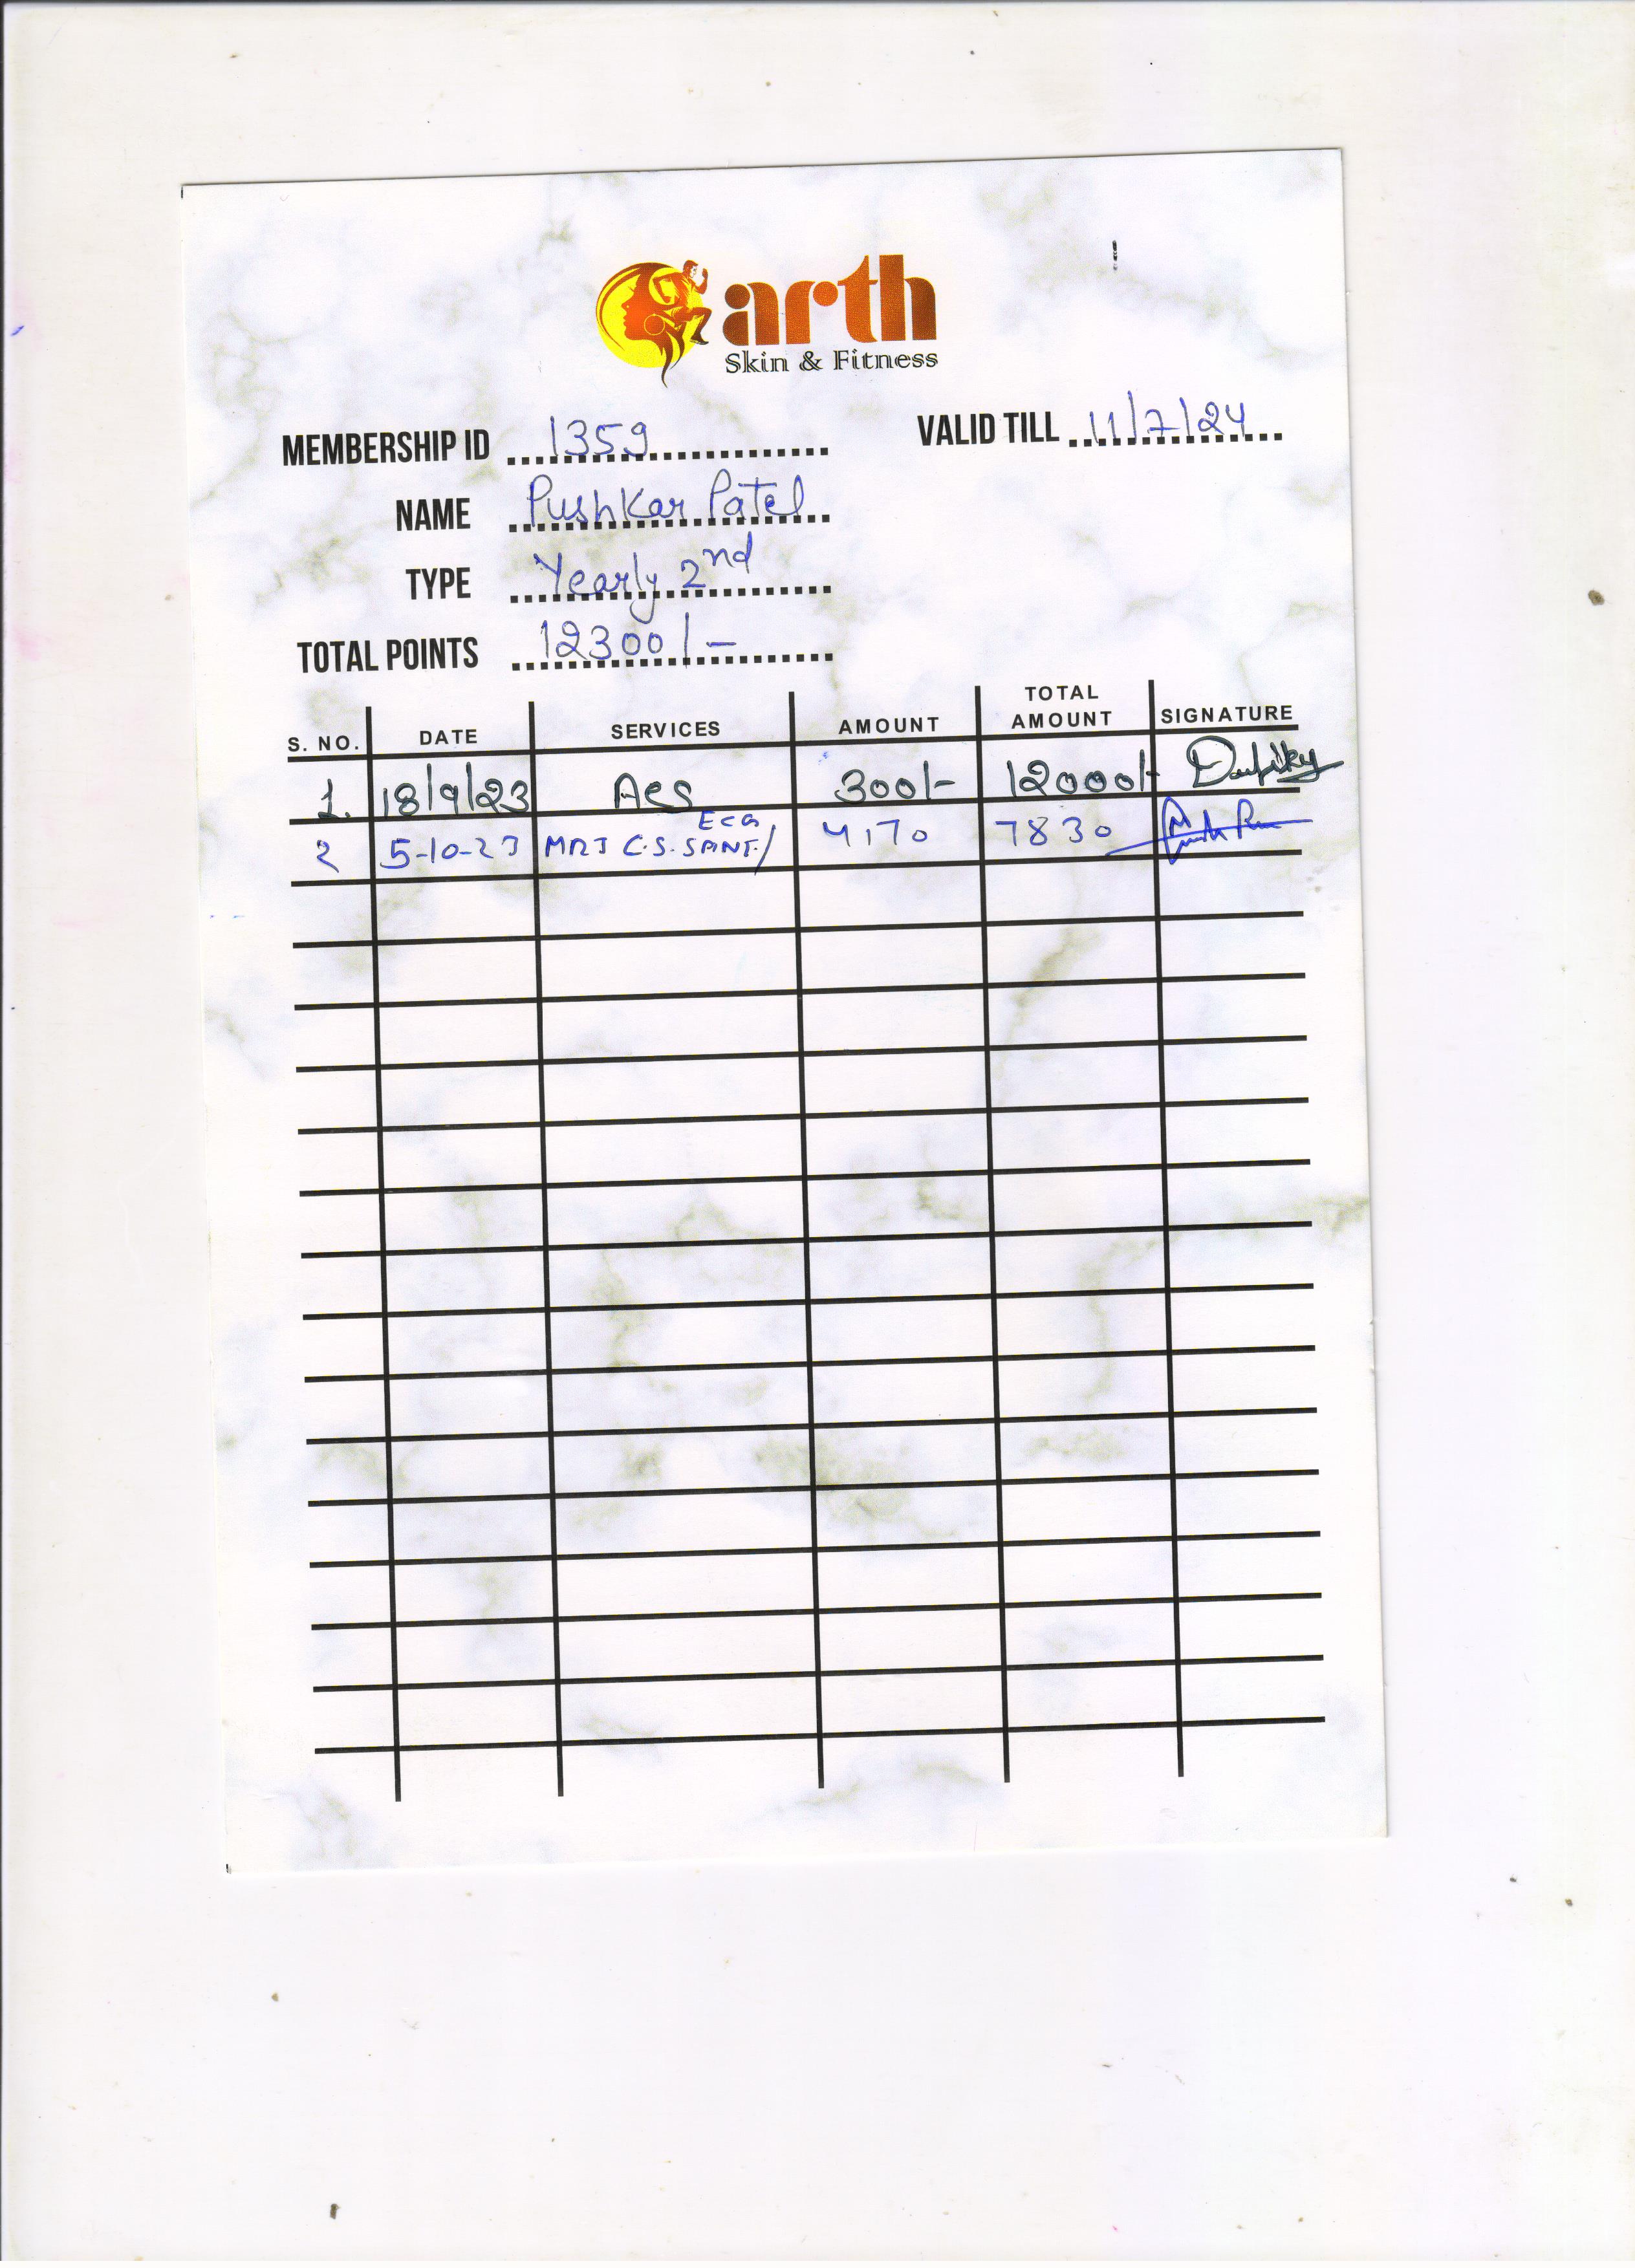 arth
Skin & Fitness
MEMBERSHIP ID 1359 VALID TILL 11/7/24
NAME Pushkar Patel
TYPE Yearly 2nd
TOTAL POINTS 12300/-
S. NO. DATE SERVICES AMOUNT TOTAL AMOUNT SIGNATURE
1. 18/9/23 Acs 300/- 12000/-
2 5-10-23 MRI C.S. / ECG 4170 7830